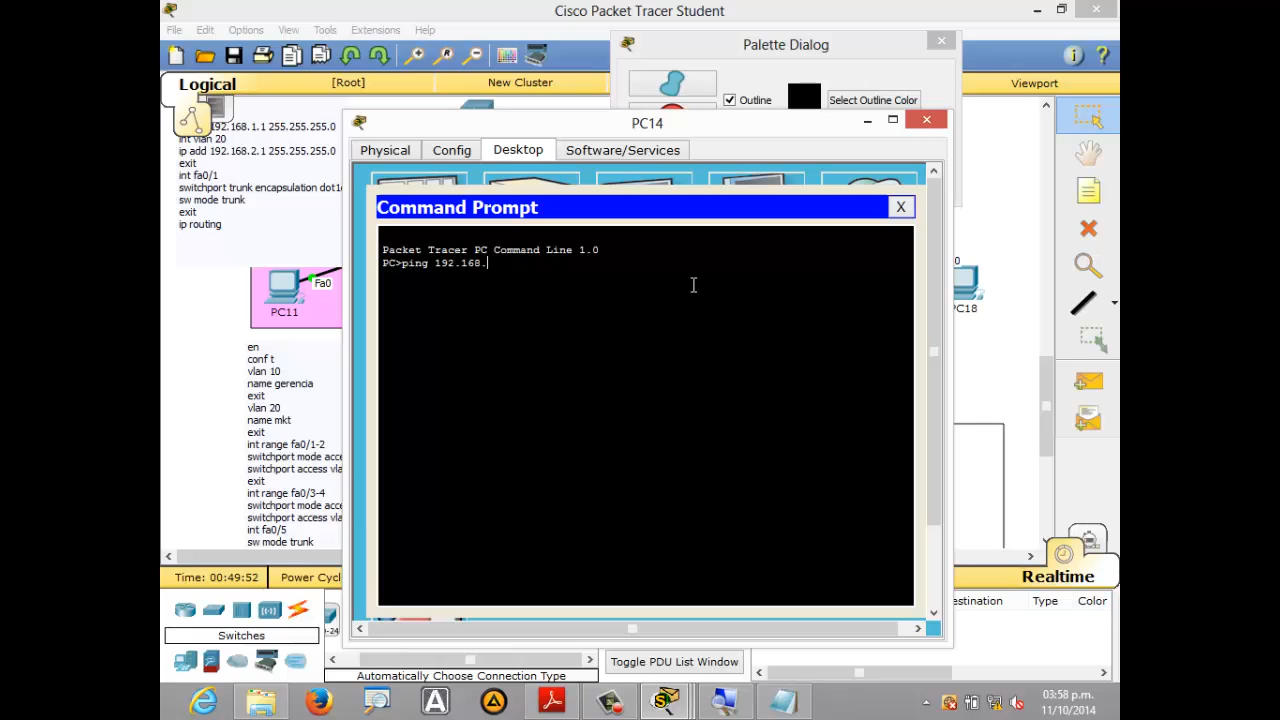 Cisco Packet Tracer Student
File Edit Options View Tools Extensions Help
Palette Dialog
Logical
[Root]
New Cluster
Viewport
Outline
Select Outline Color
PC14
192.168.1.1 255.255.255.0
int vlan 20
ip add 192.168.2.1 255.255.255.0
exit
int fa0/1
switchport trunk encapsulation dot1
sw mode trunk
exit
ip routing
Physical Config Desktop Software/Services
Command Prompt
X
Packet Tracer PC Command Line 1.0
PC>ping 192.168.
Fa0
PC11
PC18
en
conf t
vlan 10
name gerencia
exit
vlan 20
name mkt
exit
int range fa0/1-2
switchport mode acce
switchport access vla
exit
int range fa0/3-4
switchport mode acce
switchport access vla
int fa0/5
sw mode trunk
Time: 00:49:52
Power Cycl
Realtime
estination Type Color
Switches
0-24
Automatically Choose Connection Type
Toggle PDU List Window
03:58 p.m.
11/10/2014